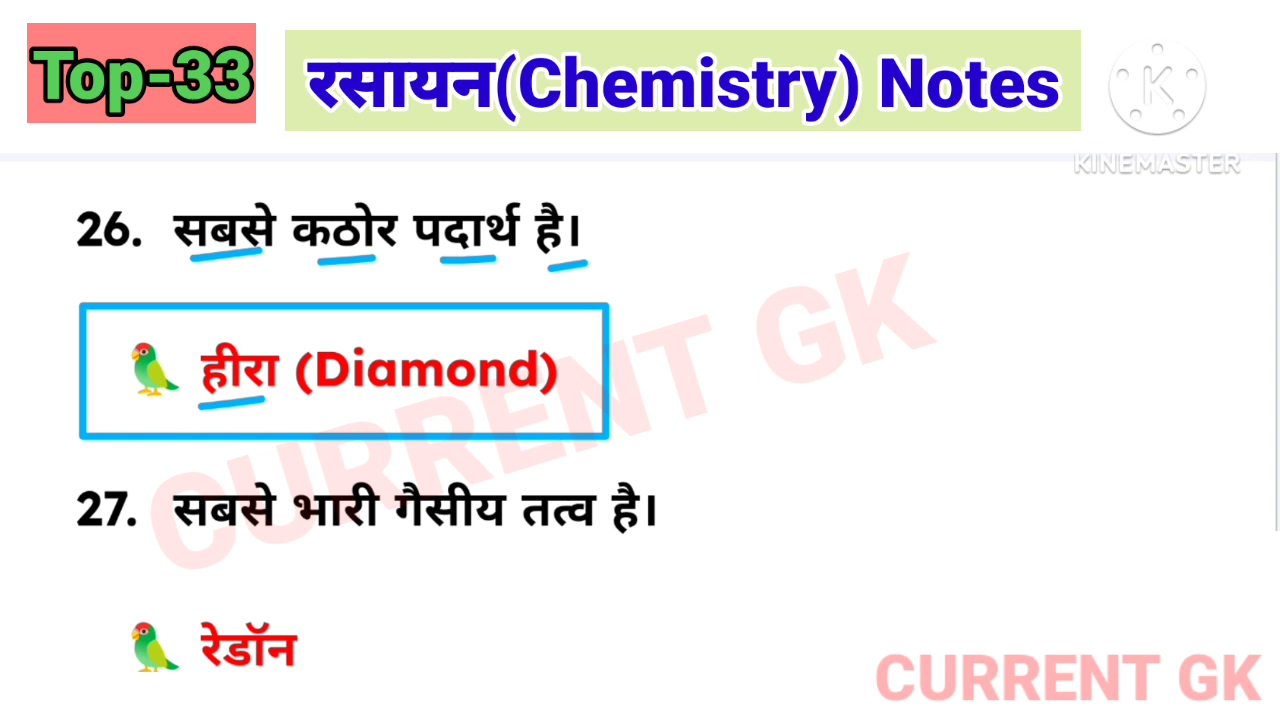 Top-33
रसायन(Chemistry) Notes
KINEMASTER
26. सबसे कठोर पदार्थ है।
हीरा (Diamond)
CURRENT GK
27. सबसे भारी गैसीय तत्व है।
रेडॉन
CURRENT GK